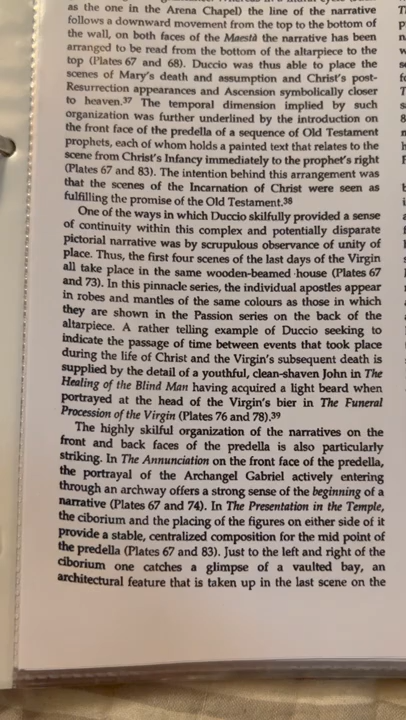 as the one in the Arena Chapel) the line of the narrative
follows a downward movement from the top to the bottom of
the wall, on both faces of the Maestà the narrative has been
arranged to be read from the bottom of the altarpiece to the
top (Plates 67 and 68). Duccio was thus able to place the
scenes of Mary's death and assumption and Christ's post-
Resurrection appearances and Ascension symbolically closer
to heaven.37 The temporal dimension implied by such
organization was further underlined by the introduction on
the front face of the predella of a sequence of Old Testament
prophets, each of whom holds a painted text that relates to the
scene from Christ's Infancy immediately to the prophet's right
(Plates 67 and 83). The intention behind this arrangement was
that the scenes of the Incarnation of Christ were seen as
fulfilling the promise of the Old Testament.38
One of the ways in which Duccio skilfully provided a sense
of continuity within this complex and potentially disparate
pictorial narrative was by scrupulous observance of unity of
place. Thus, the first four scenes of the last days of the Virgin
all take place in the same wooden-beamed house (Plates 67
and 73). In this pinnacle series, the individual apostles appear
in robes and mantles of the same colours as those in which
they are shown in the Passion series on the back of the
altarpiece. A rather telling example of Duccio seeking to
indicate the passage of time between events that took place
during the life of Christ and the Virgin's subsequent death is
supplied by the detail of a youthful, clean-shaven John in The
Healing of the Blind Man having acquired a light beard when
portrayed at the head of the Virgin's bier in The Funeral
Procession of the Virgin (Plates 76 and 78).39
The highly skilful organization of the narratives on the
front and back faces of the predella is also particularly
striking. In The Annunciation on the front face of the predella,
the portrayal of the Archangel Gabriel actively entering
through an archway offers a strong sense of the beginning of a
narrative (Plates 67 and 74). In The Presentation in the Temple,
the ciborium and the placing of the figures on either side of it
provide a stable, centralized composition for the mid point of
the predella (Plates 67 and 83). Just to the left and right of the
ciborium one catches a glimpse of a vaulted bay, an
architectural feature that is taken up in the last scene on the